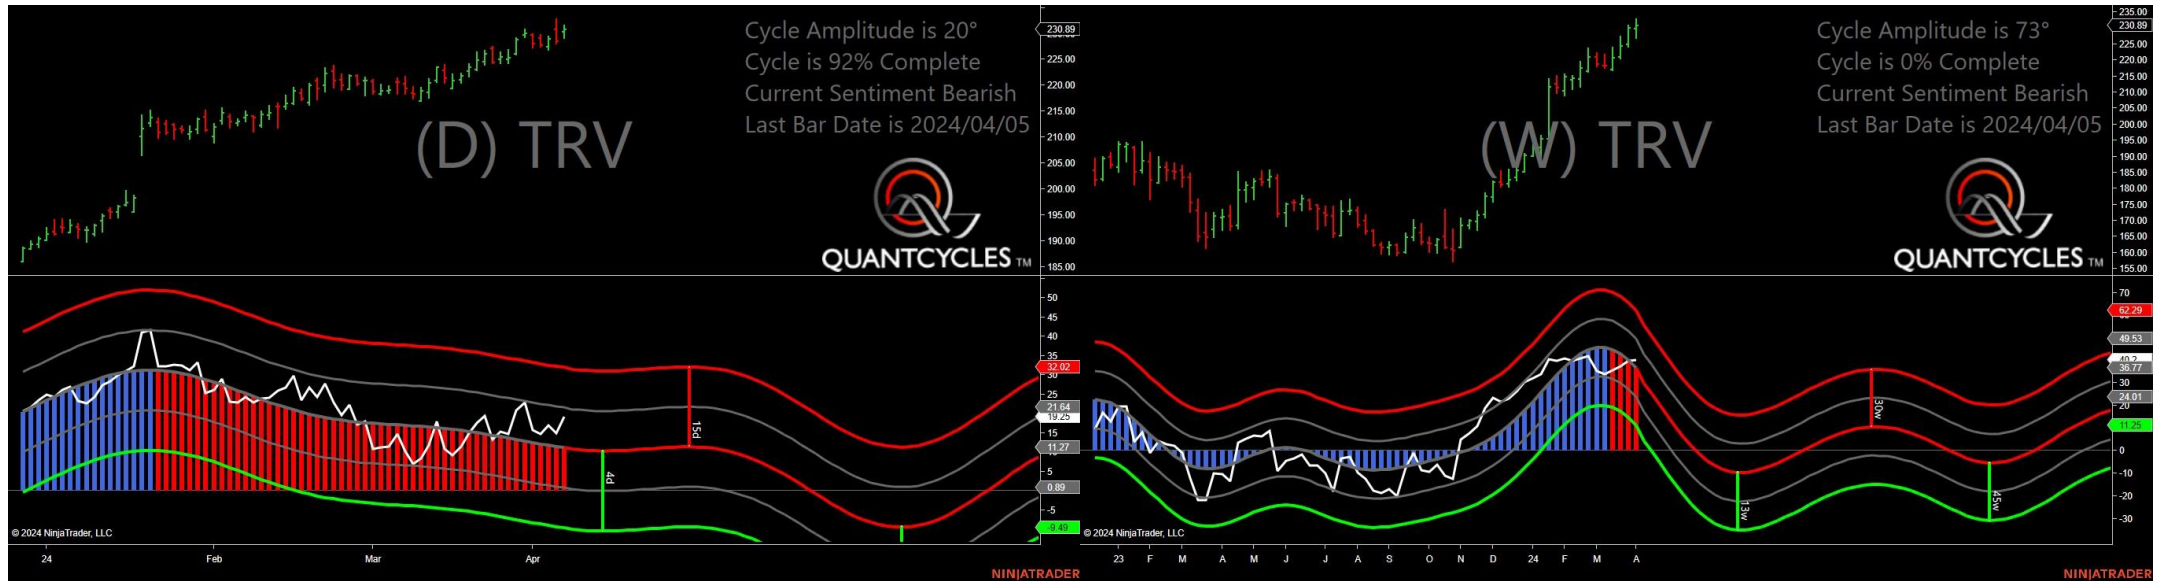 Cycle Amplitude is 20°
Cycle is 92% Complete
Current Sentiment Bearish
Last Bar Date is 2024/04/05
(D) TRV
QUANTCYCLES TM
230.89
225.00
220.00
215.00
210.00
205.00
200.00
195.00
190.00
185.00
50
45
40
35
32.02
30
25
21.64
19.25
15
11.27
5
0.89
-5
-9.49
15d
4d
© 2024 NinjaTrader, LLC
24 Feb Mar Apr
NINJATRADER
Cycle Amplitude is 73°
Cycle is 0% Complete
Current Sentiment Bearish
Last Bar Date is 2024/04/05
(W) TRV
QUANTCYCLES TM
235.00
230.89
225.00
220.00
215.00
210.00
205.00
200.00
195.00
190.00
185.00
180.00
175.00
170.00
165.00
160.00
155.00
70
62.29
49.53
40.2
36.77
30
24.01
20
11.25
0
-10
-20
-30
30w
13w
45w
© 2024 NinjaTrader, LLC
23 F M A M J J A S O N D 24 F M A
NINJATRADER